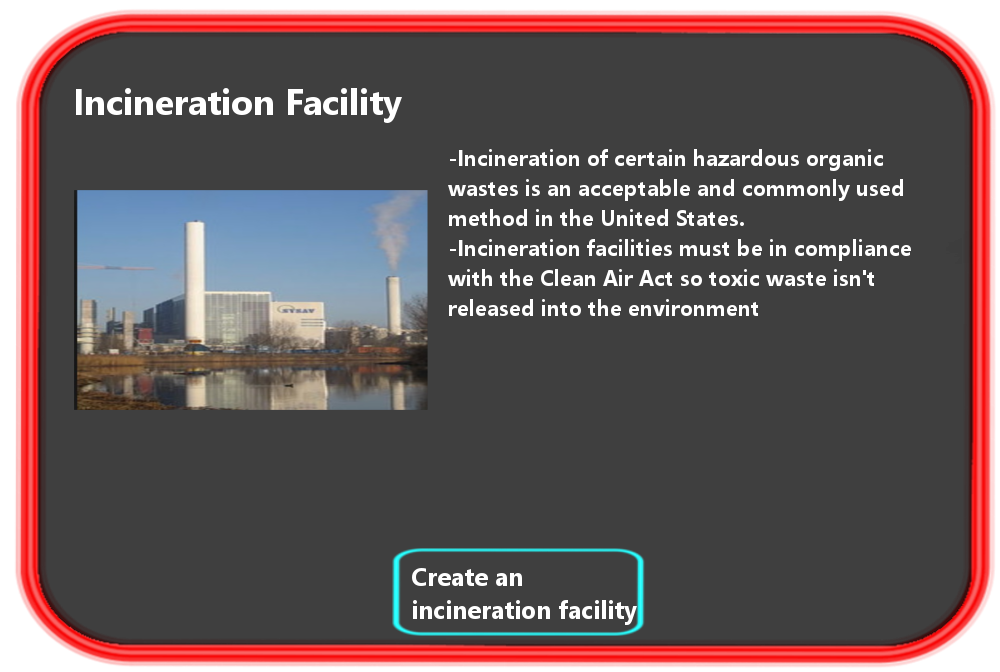 Incineration Facility
-Incineration of certain hazardous organic
wastes is an acceptable and commonly used
method in the United States.
-Incineration facilities must be in compliance
with the Clean Air Act so toxic waste isn't
released into the environment
SYSAV
Create an
incineration facility